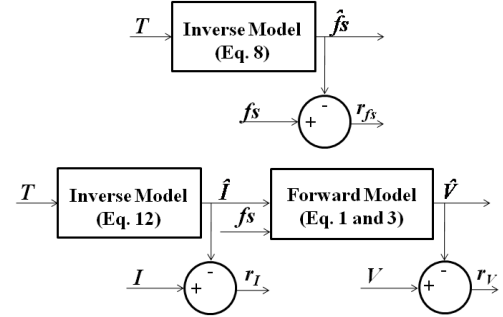 T
Inverse Model
(Eq. 8)
f̂s
-
fs
+
r_fs
T
Inverse Model
(Eq. 12)
Î
fs
Forward Model
(Eq. 1 and 3)
V̂
-
I
+
r_I
-
V
+
r_V